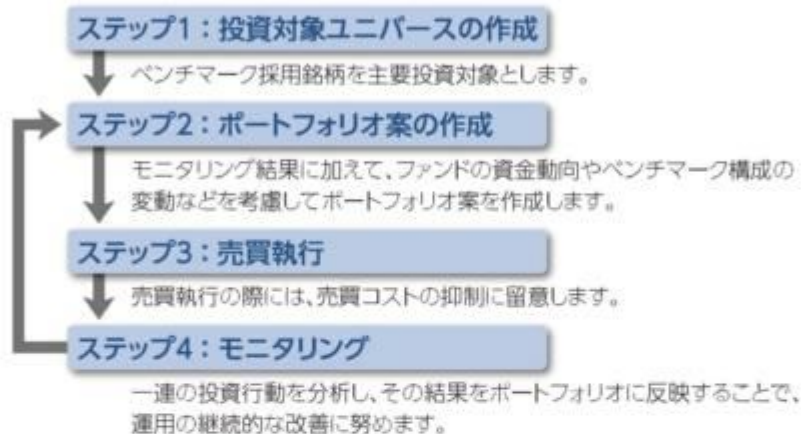 ステップ1：投資対象ユニバースの作成
ベンチマーク採用銘柄を主要投資対象とします。
ステップ2：ポートフォリオ案の作成
モニタリング結果に加えて、ファンドの資金動向やベンチマーク構成の
変動などを考慮してポートフォリオ案を作成します。
ステップ3：売買執行
売買執行の際には、売買コストの抑制に留意します。
ステップ4：モニタリング
一連の投資行動を分析し、その結果をポートフォリオに反映することで、
運用の継続的な改善に努めます。